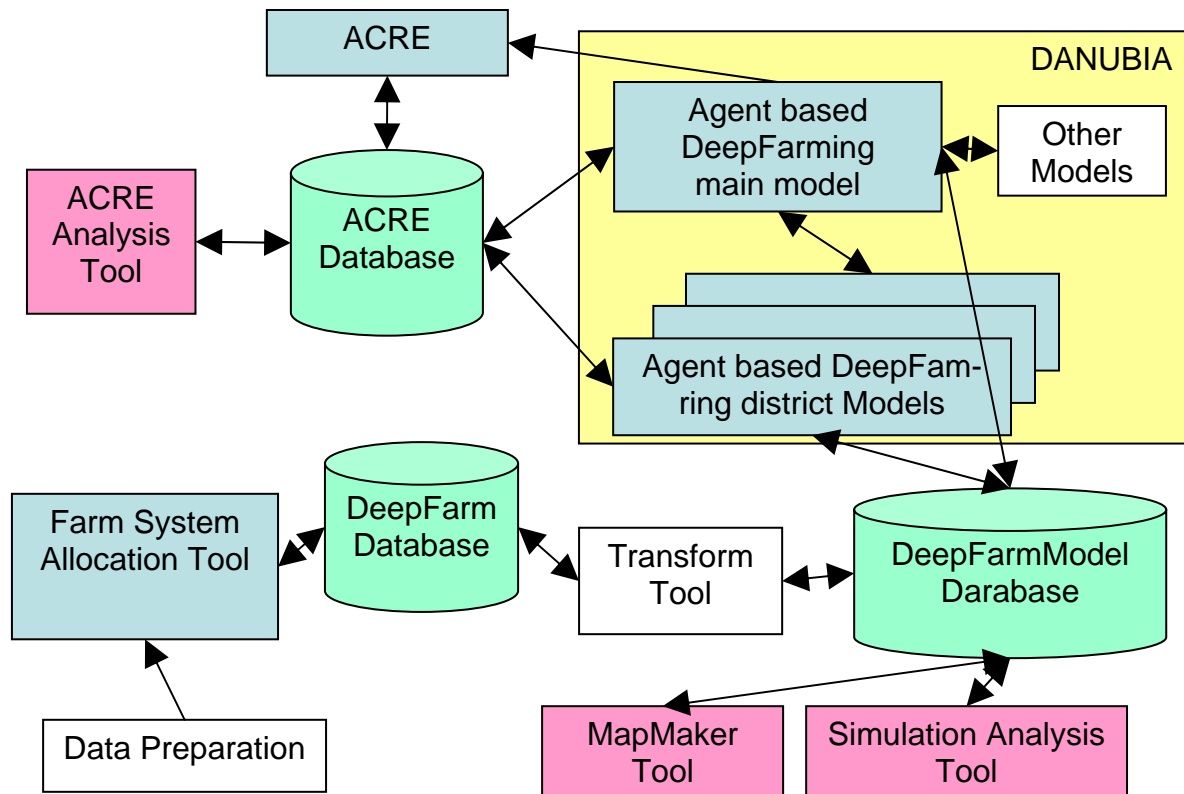 ACRE
DANUBIA
Agent based
DeepFarming
main model
Other
Models
ACRE
Analysis
Tool
ACRE
Database
Agent based DeepFam-
ring district Models
Farm System
Allocation Tool
DeepFarm
Database
Transform
Tool
DeepFarmModel
Darabase
Data Preparation
MapMaker
Tool
Simulation Analysis
Tool